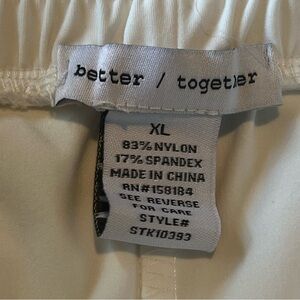 better / together
XL
83% NYLON
17% SPANDEX
MADE IN CHINA
RN#158184
SEE REVERSE
FOR CARE
STYLE#
STK10393